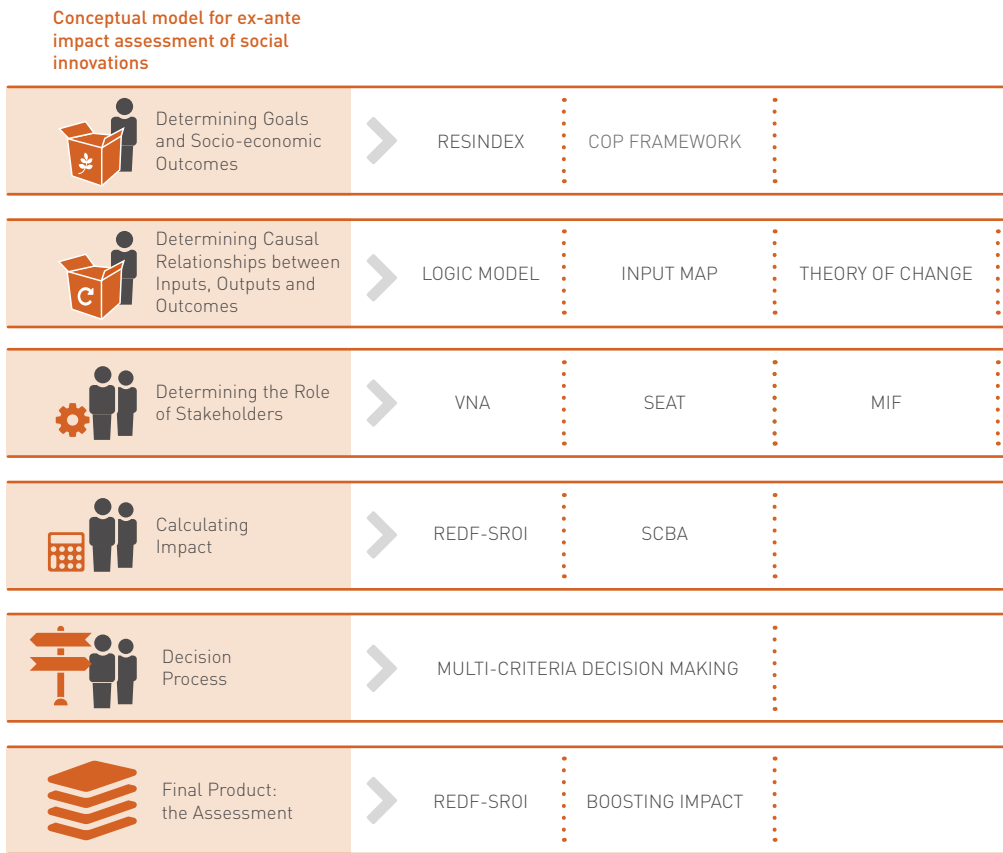 Conceptual model for ex-ante
impact assessment of social
innovations
Determining Goals
and Socio-economic
Outcomes
RESINDEX
COP FRAMEWORK
Determining Causal
Relationships between
Inputs, Outputs and
Outcomes
LOGIC MODEL
INPUT MAP
THEORY OF CHANGE
Determining the Role
of Stakeholders
VNA
SEAT
MIF
Calculating
Impact
REDF-SROI
SCBA
Decision
Process
MULTI-CRITERIA DECISION MAKING
Final Product:
the Assessment
REDF-SROI
BOOSTING IMPACT